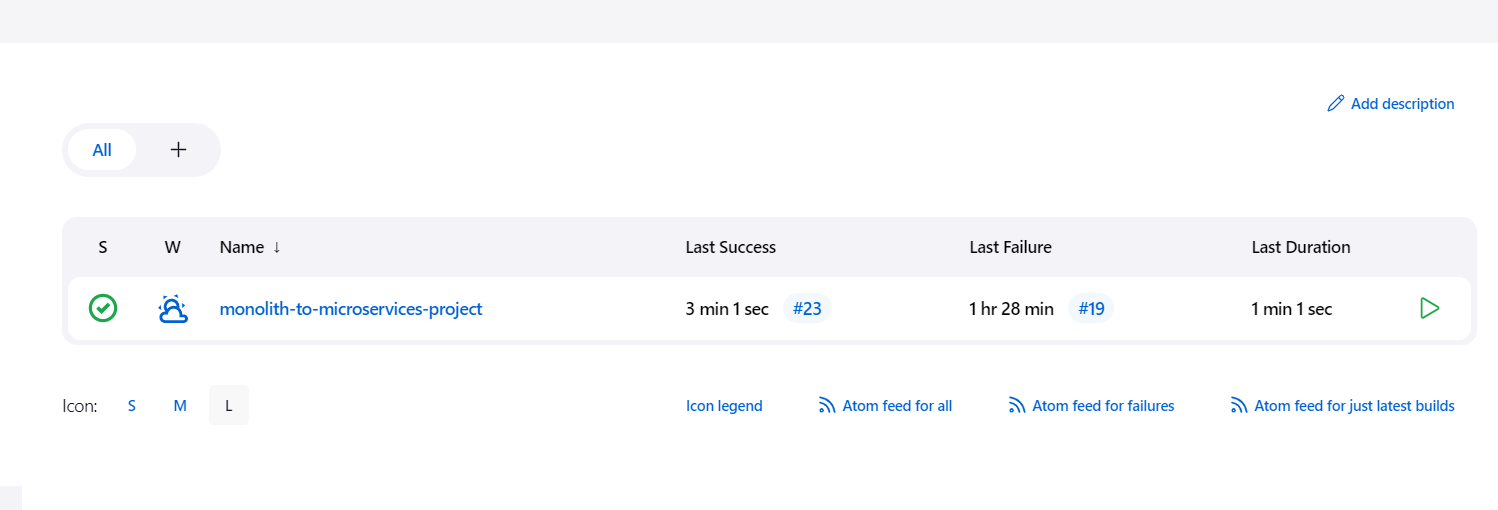 Add description
All +
S W Name ↓ Last Success Last Failure Last Duration
monolith-to-microservices-project 3 min 1 sec #23 1 hr 28 min #19 1 min 1 sec
Icon: S M L Icon legend Atom feed for all Atom feed for failures Atom feed for just latest builds